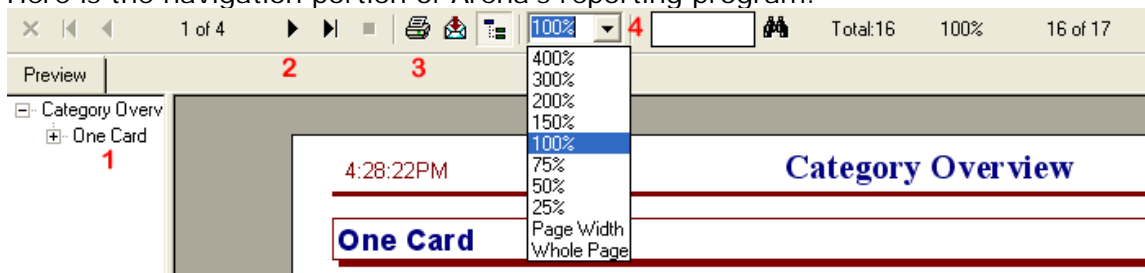 Here is the navigation portion of Arena's reporting program:
1 of 4 100% 4 Total:16 100% 16 of 17
Preview 2 3
400%
300%
200%
150%
100%
75%
50%
25%
Page Width
Whole Page
Category Overv
One Card
1
4:28:22PM Category Overview
One Card